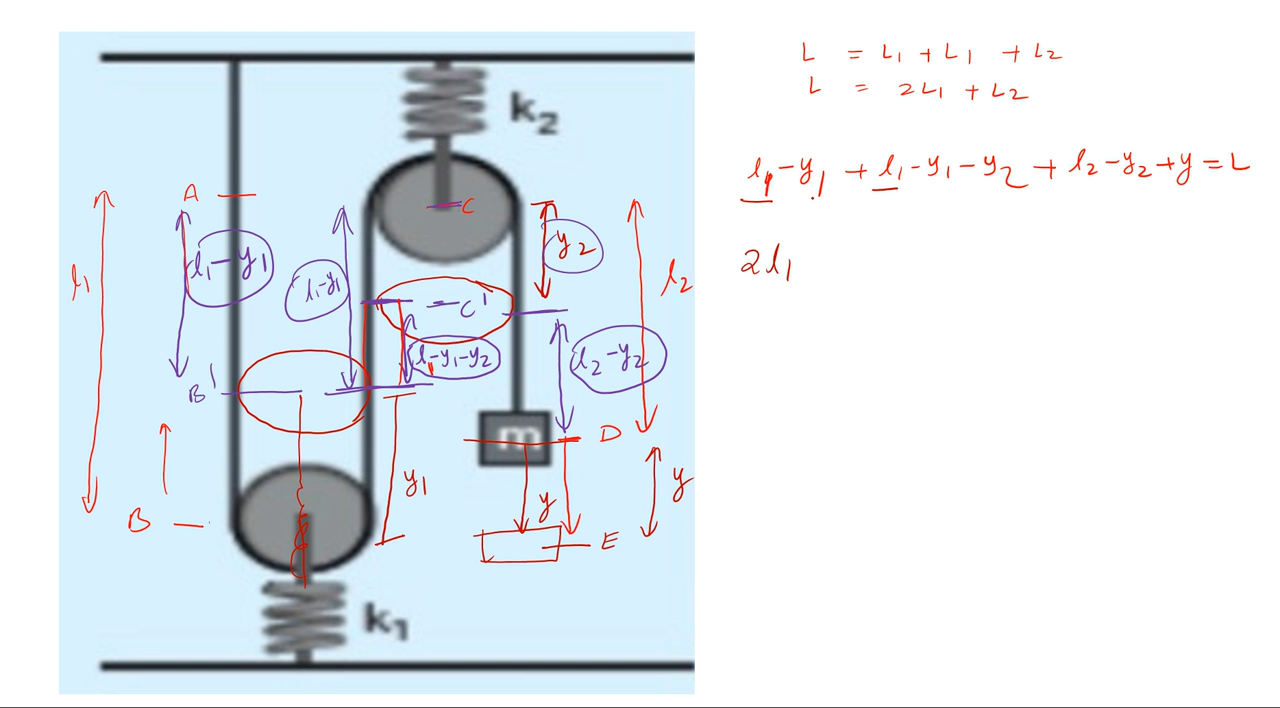 L = L₁ + L₁ + L₂
L = 2L₁ + L₂
l₁-y₁ + l₁-y₁-y₂ + l₂-y₂+y = L
2l₁
k₂
A
C
l₁
l₁-y₁
l₁-y₁
y₂
l₂
C'
l₁-y₁-y₂
l₂-y₂
B'
m
D
y₁
y
y
B
E
k₁